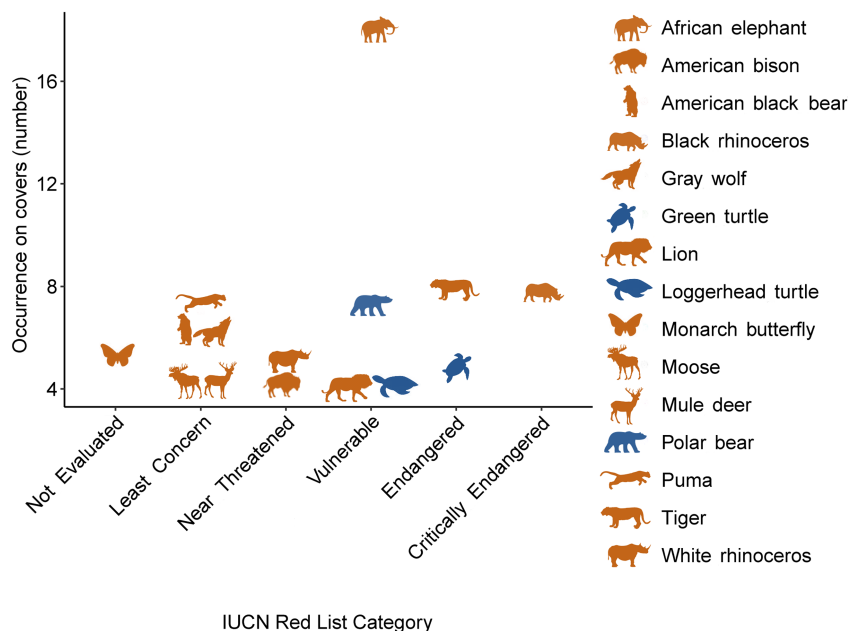 Occurrence on covers (number)
16
12
8
4
Not Evaluated
Least Concern
Near Threatened
Vulnerable
Endangered
Critically Endangered
IUCN Red List Category
African elephant
American bison
American black bear
Black rhinoceros
Gray wolf
Green turtle
Lion
Loggerhead turtle
Monarch butterfly
Moose
Mule deer
Polar bear
Puma
Tiger
White rhinoceros